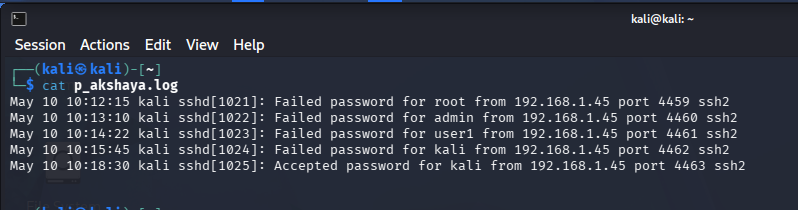 kali@kali: ~
Session Actions Edit View Help
┌──(kali㉿kali)-[~]
└─$ cat p_akshaya.log
May 10 10:12:15 kali sshd[1021]: Failed password for root from 192.168.1.45 port 4459 ssh2
May 10 10:13:10 kali sshd[1022]: Failed password for admin from 192.168.1.45 port 4460 ssh2
May 10 10:14:22 kali sshd[1023]: Failed password for user1 from 192.168.1.45 port 4461 ssh2
May 10 10:15:45 kali sshd[1024]: Failed password for kali from 192.168.1.45 port 4462 ssh2
May 10 10:18:30 kali sshd[1025]: Accepted password for kali from 192.168.1.45 port 4463 ssh2